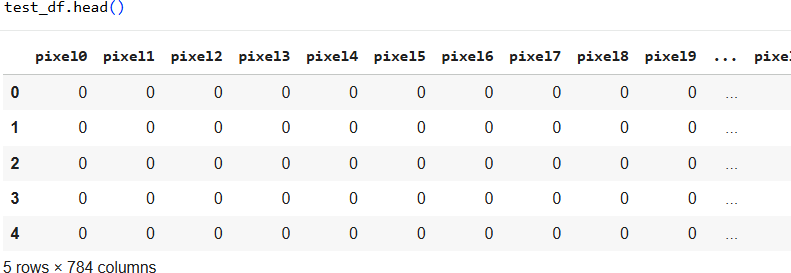 test_df.head()
pixel0 pixel1 pixel2 pixel3 pixel4 pixel5 pixel6 pixel7 pixel8 pixel9 ...
0 0 0 0 0 0 0 0 0 0 0 ...
1 0 0 0 0 0 0 0 0 0 0 ...
2 0 0 0 0 0 0 0 0 0 0 ...
3 0 0 0 0 0 0 0 0 0 0 ...
4 0 0 0 0 0 0 0 0 0 0 ...
5 rows × 784 columns